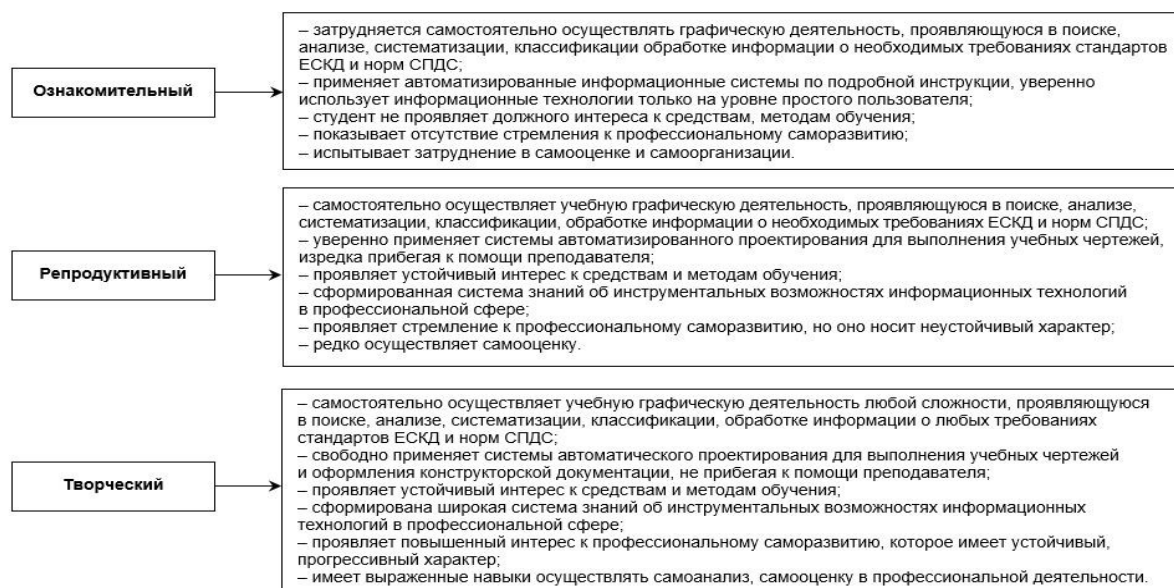 Ознакомительный
– затрудняется самостоятельно осуществлять графическую деятельность, проявляющуюся в поиске,
анализе, систематизации, классификации обработке информации о необходимых требованиях стандартов
ЕСКД и норм СПДС;
– применяет автоматизированные информационные системы по подробной инструкции, уверенно
использует информационные технологии только на уровне простого пользователя;
– студент не проявляет должного интереса к средствам, методам обучения;
– показывает отсутствие стремления к профессиональному саморазвитию;
– испытывает затруднение в самооценке и самоорганизации.
Репродуктивный
– самостоятельно осуществляет учебную графическую деятельность, проявляющуюся в поиске, анализе,
систематизации, классификации, обработке информации о необходимых требованиях ЕСКД и норм СПДС;
– уверенно применяет системы автоматизированного проектирования для выполнения учебных чертежей,
изредка прибегая к помощи преподавателя;
– проявляет устойчивый интерес к средствам и методам обучения;
– сформированная система знаний об инструментальных возможностях информационных технологий
в профессиональной сфере;
– проявляет стремление к профессиональному саморазвитию, но оно носит неустойчивый характер;
– редко осуществляет самооценку.
Творческий
– самостоятельно осуществляет учебную графическую деятельность любой сложности, проявляющуюся
в поиске, анализе, систематизации, классификации, обработке информации о любых требованиях
стандартов ЕСКД и норм СПДС;
– свободно применяет системы автоматического проектирования для выполнения учебных чертежей
и оформления конструкторской документации, не прибегая к помощи преподавателя;
– проявляет устойчивый интерес к средствам и методам обучения;
– сформирована широкая система знаний об инструментальных возможностях информационных
технологий в профессиональной сфере;
– проявляет повышенный интерес к профессиональному саморазвитию, которое имеет устойчивый,
прогрессивный характер;
– имеет выраженные навыки осуществлять самоанализ, самооценку в профессиональной деятельности.